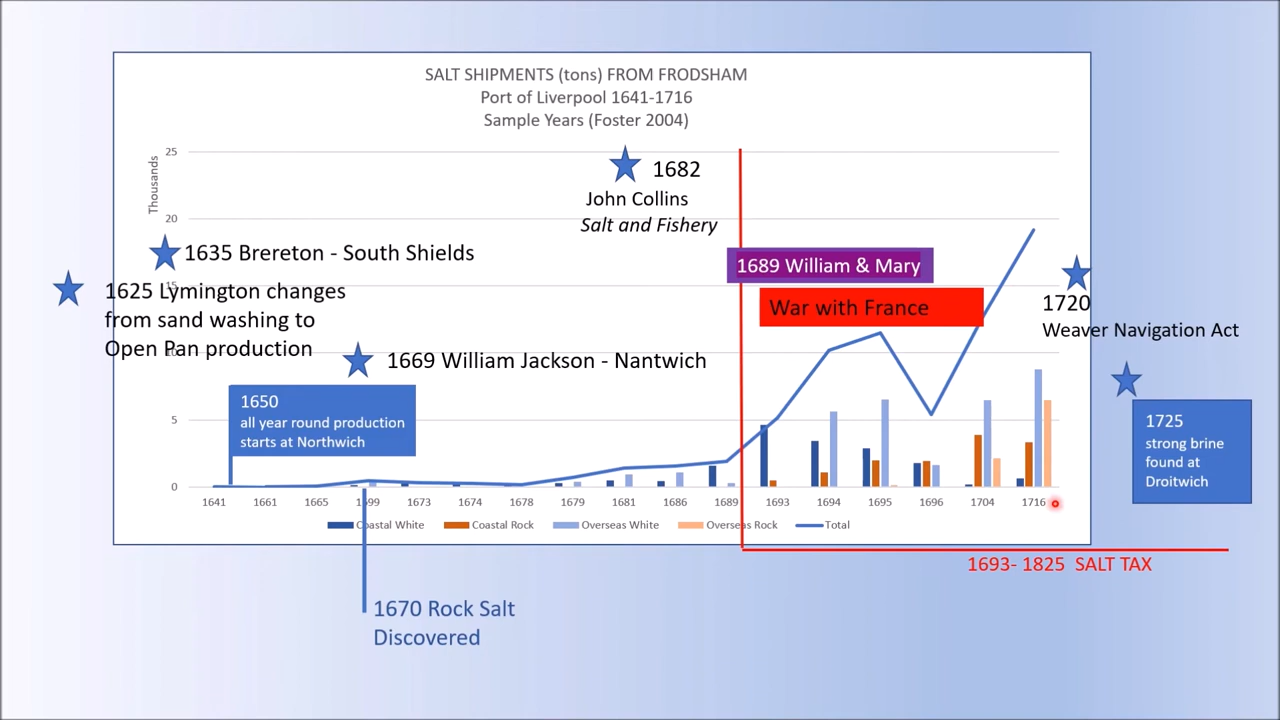 SALT SHIPMENTS (tons) FROM FRODSHAM
Port of Liverpool 1641-1716
Sample Years (Foster 2004)
Thousands
25
20
15
10
5
0
1682
John Collins
Salt and Fishery
1635 Brereton - South Shields
1625 Lymington changes
from sand washing to
Open Pan production
1689 William & Mary
War with France
1669 William Jackson - Nantwich
1650
all year round production
starts at Northwich
1720
Weaver Navigation Act
1725
strong brine
found at
Droitwich
1641 1661 1665 1699 1673 1674 1678 1679 1681 1686 1689 1693 1694 1695 1696 1704 1716
Coastal White Coastal Rock Overseas White Overseas Rock Total
1693- 1825 SALT TAX
1670 Rock Salt
Discovered